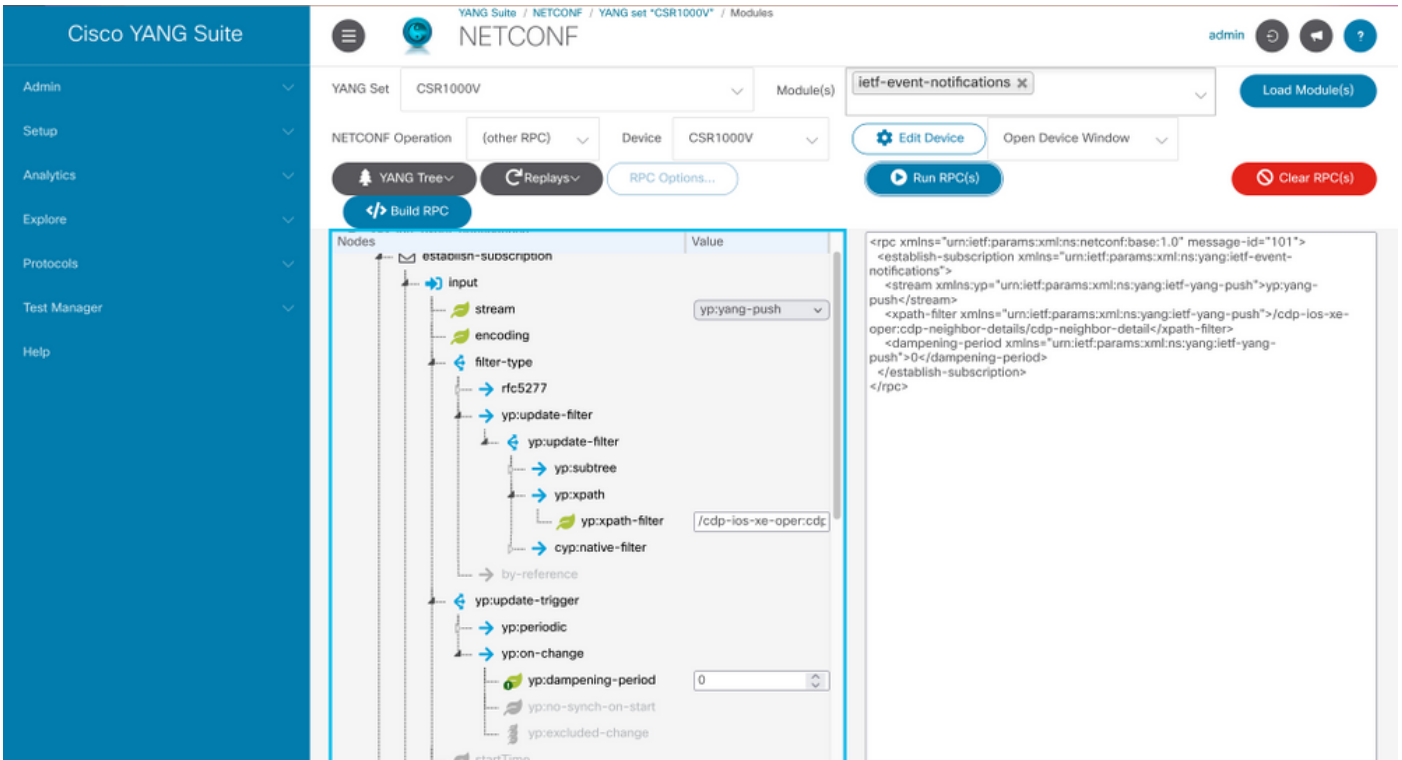 Cisco YANG Suite
YANG Suite / NETCONF / YANG set "CSR1000V" / Modules
NETCONF
admin
?
Admin
Setup
Analytics
Explore
Protocols
Test Manager
Help
YANG Set
CSR1000V
Module(s)
ietf-event-notifications
Load Module(s)
NETCONF Operation
(other RPC)
Device
CSR1000V
Edit Device
Open Device Window
YANG Tree
Replays
RPC Options...
Run RPC(s)
Clear RPC(s)
</> Build RPC
Nodes
Value
establish-subscription
input
stream
yp:yang-push
encoding
filter-type
rfc5277
yp:update-filter
yp:update-filter
yp:subtree
yp:xpath
yp:xpath-filter
/cdp-ios-xe-oper:cdp
cyp:native-filter
by-reference
yp:update-trigger
yp:periodic
yp:on-change
yp:dampening-period
0
yp:no-synch-on-start
yp:excluded-change
startTime
<rpc xmlns="urn:ietf:params:xml:ns:netconf:base:1.0" message-id="101">
<establish-subscription xmlns="urn:ietf:params:xml:ns:yang:ietf-event-
notifications">
<stream xmlns:yp="urn:ietf:params:xml:ns:yang:ietf-yang-push">yp:yang-
push</stream>
<xpath-filter xmlns="urn:ietf:params:xml:ns:yang:ietf-yang-push">/cdp-ios-xe-
oper:cdp-neighbor-details/cdp-neighbor-detail</xpath-filter>
<dampening-period xmlns="urn:ietf:params:xml:ns:yang:ietf-yang-
push">0</dampening-period>
</establish-subscription>
</rpc>